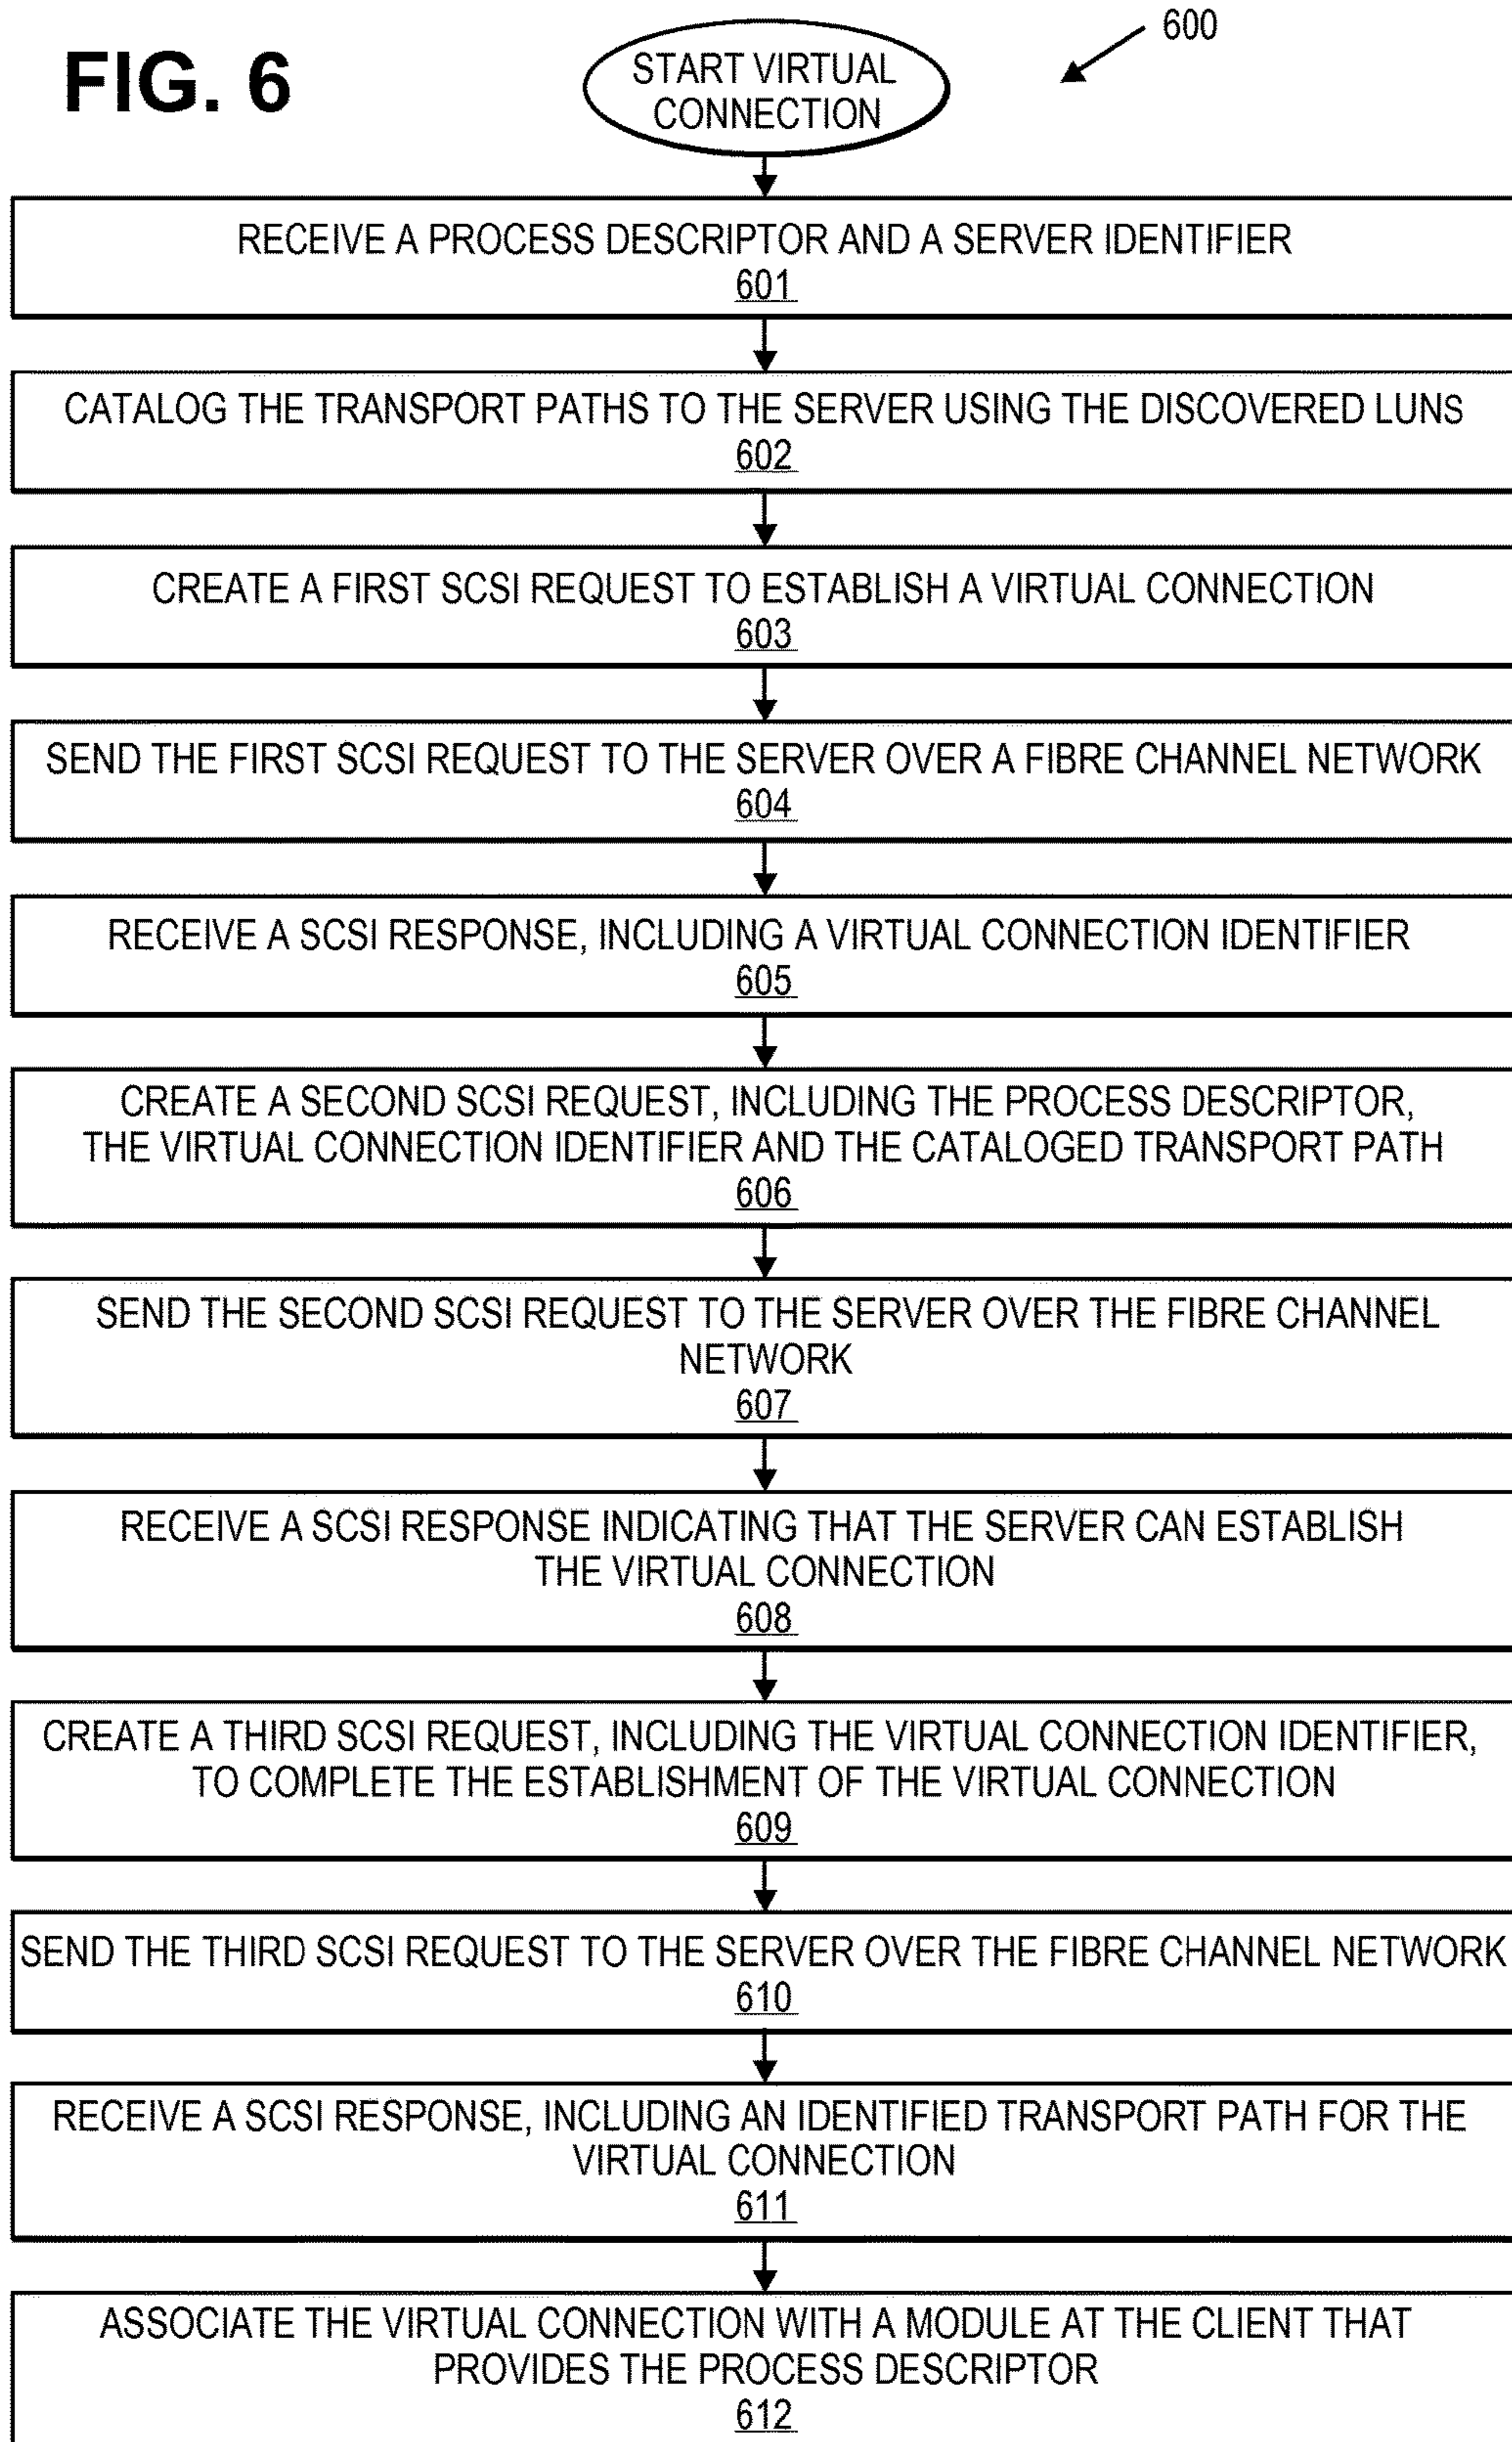 FIG. 6
600
START VIRTUAL
CONNECTION
RECEIVE A PROCESS DESCRIPTOR AND A SERVER IDENTIFIER
601
CATALOG THE TRANSPORT PATHS TO THE SERVER USING THE DISCOVERED LUNS
602
CREATE A FIRST SCSI REQUEST TO ESTABLISH A VIRTUAL CONNECTION
603
SEND THE FIRST SCSI REQUEST TO THE SERVER OVER A FIBRE CHANNEL NETWORK
604
RECEIVE A SCSI RESPONSE, INCLUDING A VIRTUAL CONNECTION IDENTIFIER
605
CREATE A SECOND SCSI REQUEST, INCLUDING THE PROCESS DESCRIPTOR,
THE VIRTUAL CONNECTION IDENTIFIER AND THE CATALOGED TRANSPORT PATH
606
SEND THE SECOND SCSI REQUEST TO THE SERVER OVER THE FIBRE CHANNEL
NETWORK
607
RECEIVE A SCSI RESPONSE INDICATING THAT THE SERVER CAN ESTABLISH
THE VIRTUAL CONNECTION
608
CREATE A THIRD SCSI REQUEST, INCLUDING THE VIRTUAL CONNECTION IDENTIFIER,
TO COMPLETE THE ESTABLISHMENT OF THE VIRTUAL CONNECTION
609
SEND THE THIRD SCSI REQUEST TO THE SERVER OVER THE FIBRE CHANNEL NETWORK
610
RECEIVE A SCSI RESPONSE, INCLUDING AN IDENTIFIED TRANSPORT PATH FOR THE
VIRTUAL CONNECTION
611
ASSOCIATE THE VIRTUAL CONNECTION WITH A MODULE AT THE CLIENT THAT
PROVIDES THE PROCESS DESCRIPTOR
612